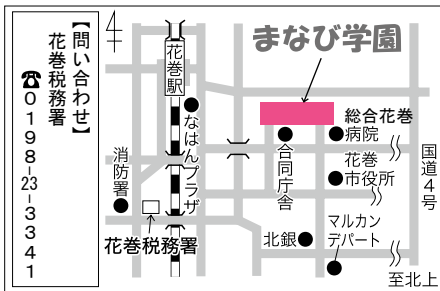 【問い合わせ】
花巻税務署
☎0198-23-3341
4
花巻駅
なはんプラザ
消防署
花巻税務署
まなび学園
総合花巻
病院
合同庁舎
花巻
市役所
国道4号
北銀
マルカン
デパート
至北上